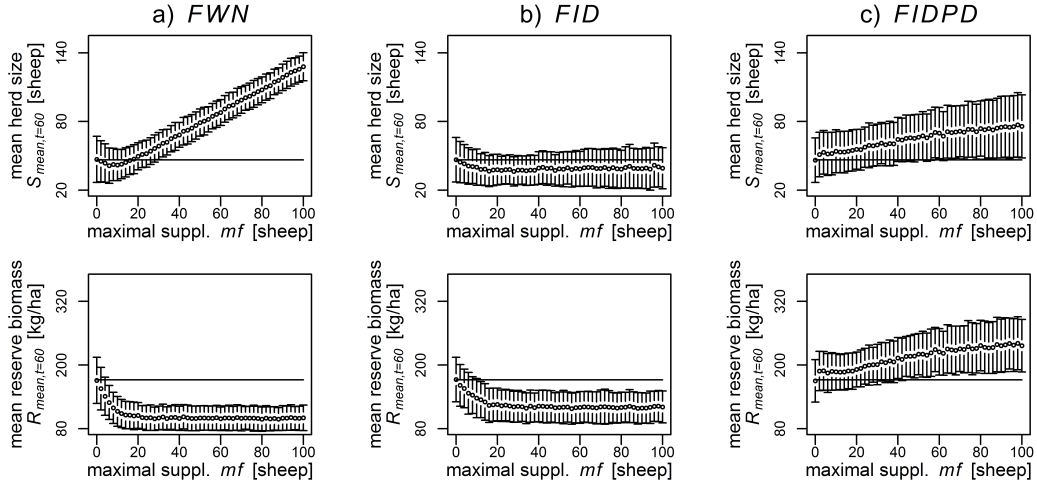 a) FWN
b) FID
c) FIDPD
mean herd size
S mean,t=60 [sheep]
20 80 140
0 20 40 60 80 100
maximal suppl. mf [sheep]
mean herd size
S mean,t=60 [sheep]
20 80 140
0 20 40 60 80 100
maximal suppl. mf [sheep]
mean herd size
S mean,t=60 [sheep]
20 80 140
0 20 40 60 80 100
maximal suppl. mf [sheep]
mean reserve biomass
R mean,t=60 [kg/ha]
80 200 320
0 20 40 60 80 100
maximal suppl. mf [sheep]
mean reserve biomass
R mean,t=60 [kg/ha]
80 200 320
0 20 40 60 80 100
maximal suppl. mf [sheep]
mean reserve biomass
R mean,t=60 [kg/ha]
80 200 320
0 20 40 60 80 100
maximal suppl. mf [sheep]